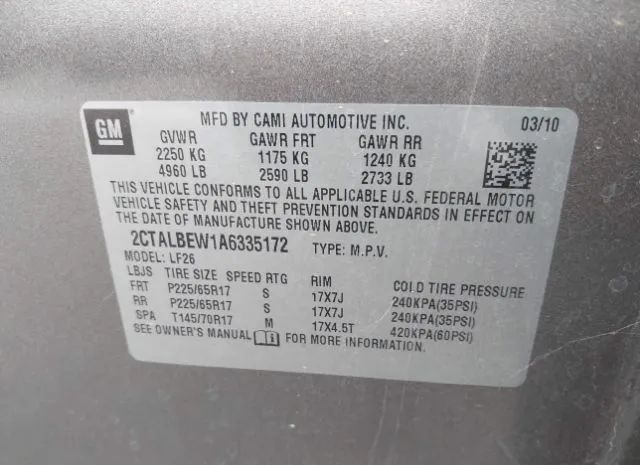 GM
MFD BY CAMI AUTOMOTIVE INC. 03/10
GVWR GAWR FRT GAWR RR
2250 KG 1175 KG 1240 KG
4960 LB 2590 LB 2733 LB
THIS VEHICLE CONFORMS TO ALL APPLICABLE U.S. FEDERAL MOTOR
VEHICLE SAFETY AND THEFT PREVENTION STANDARDS IN EFFECT ON
THE DATE OF MANUFACTURE SHOWN ABOVE.
2CTALBEW1A6335172 TYPE: M.P.V.
MODEL: LF26
LBJS TIRE SIZE SPEED RTG RIM COLD TIRE PRESSURE
FRT P225/65R17 S 17X7J 240KPA(35PSI)
RR P225/65R17 S 17X7J 240KPA(35PSI)
SPA T145/70R17 M 17X4.5T 420KPA(60PSI)
SEE OWNER'S MANUAL FOR MORE INFORMATION.